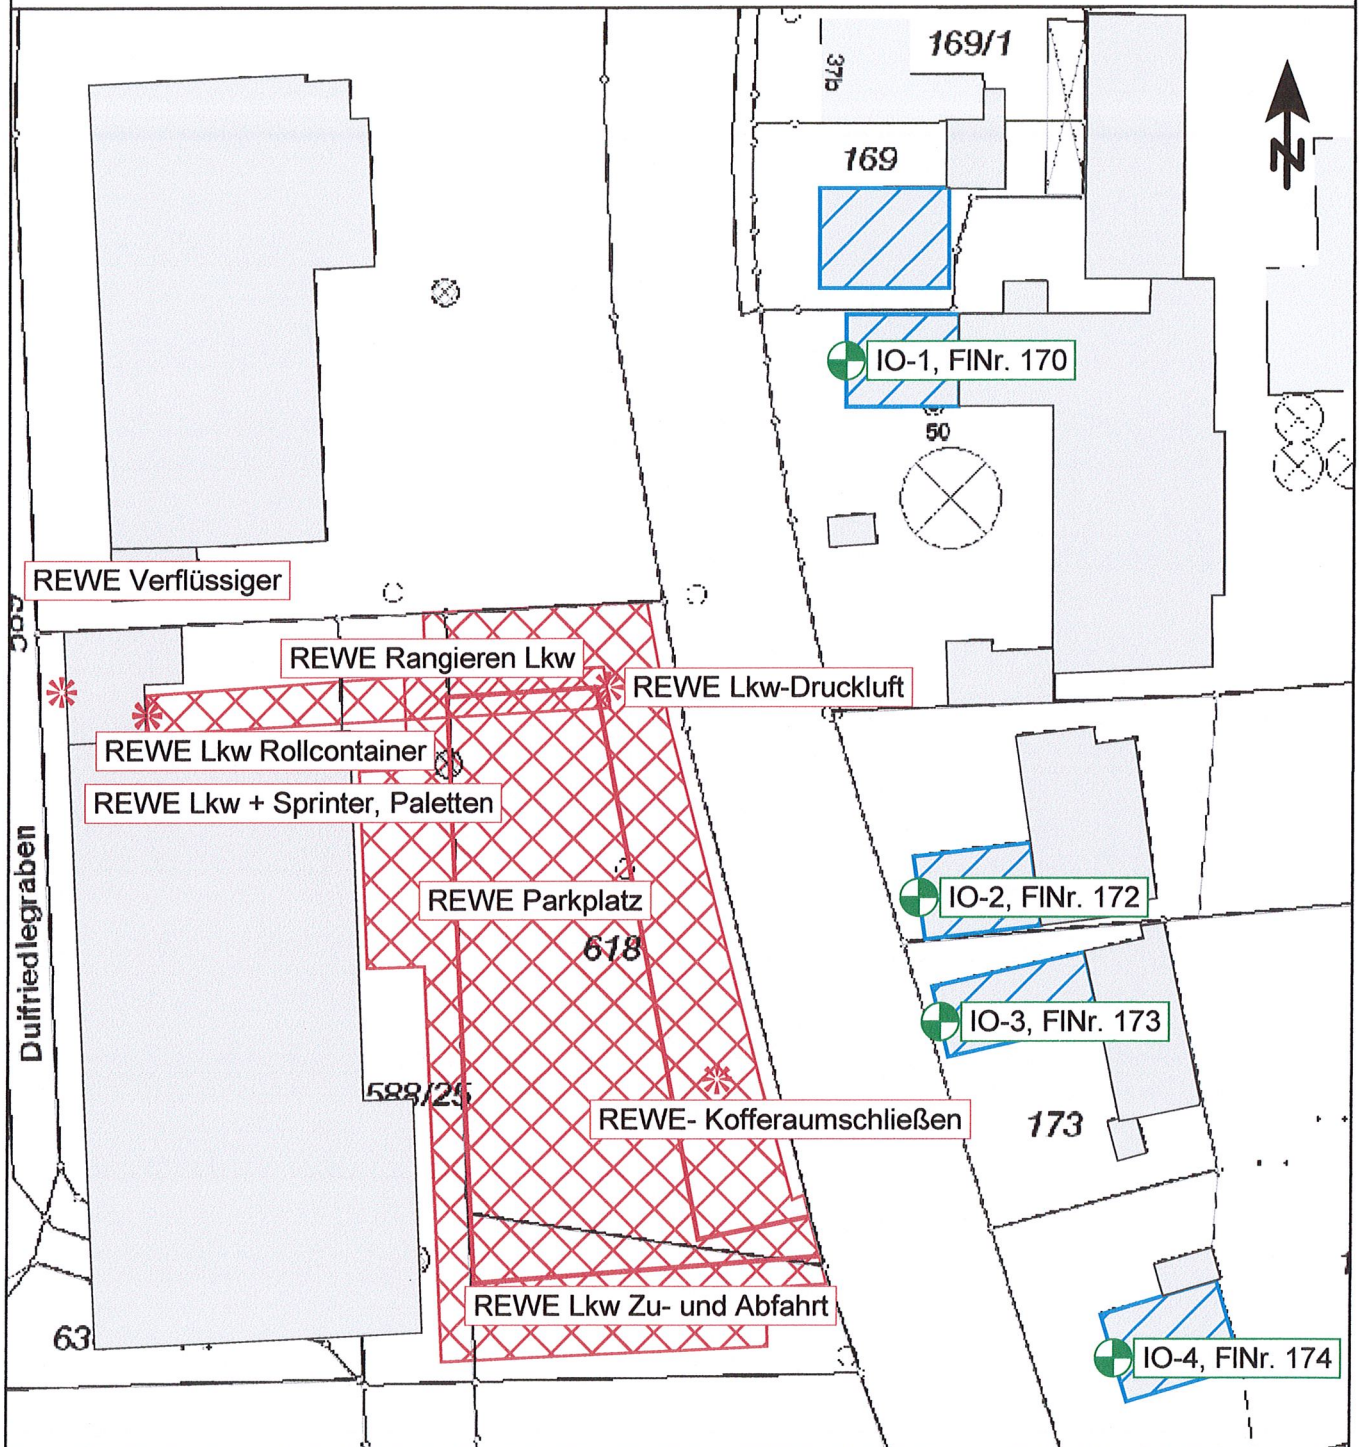 169/1
37b
169
N
IO-1, FlNr. 170
50
REWE Verflüssiger
589
REWE Rangieren Lkw
REWE Lkw-Druckluft
REWE Lkw Rollcontainer
REWE Lkw + Sprinter, Paletten
Duifriedlegraben
REWE Parkplatz
IO-2, FlNr. 172
618
IO-3, FlNr. 173
588/25
REWE- Kofferaumschließen
173
REWE Lkw Zu- und Abfahrt
63
IO-4, FlNr. 174